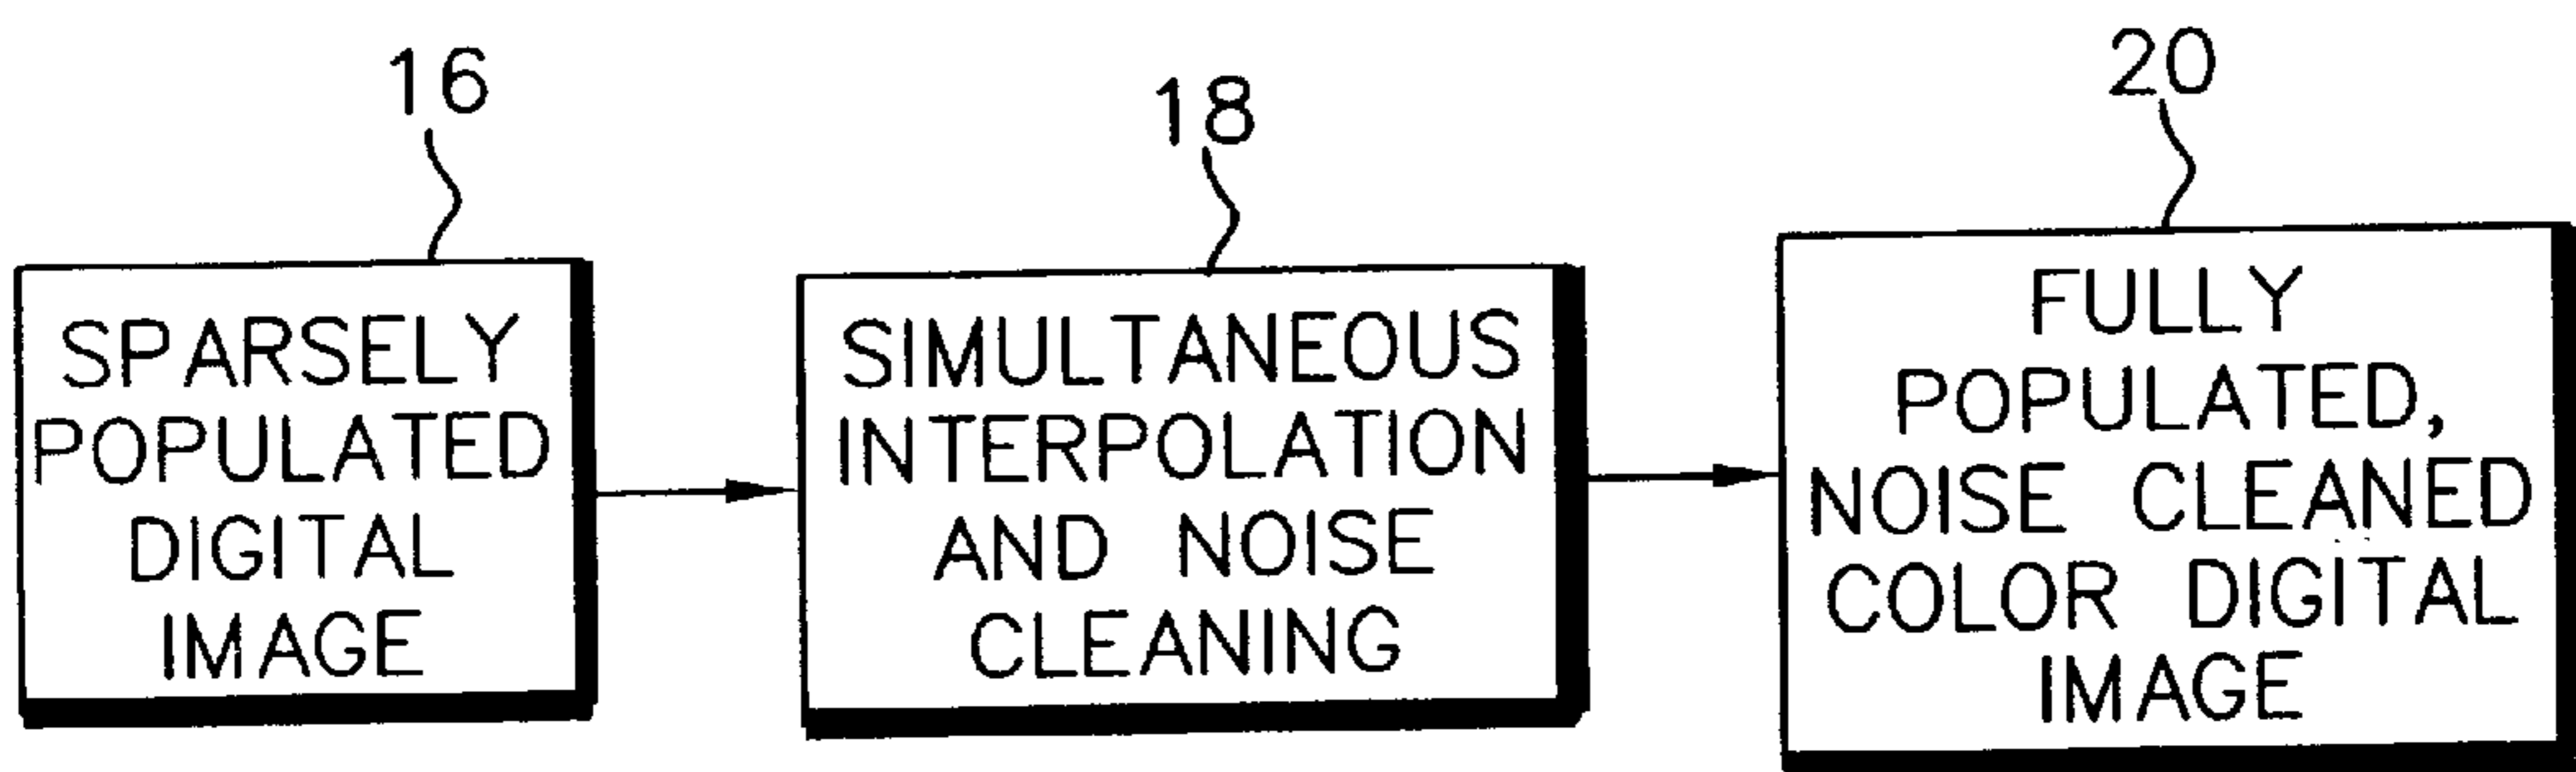 16
18
20
SPARSELY
POPULATED
DIGITAL
IMAGE
SIMULTANEOUS
INTERPOLATION
AND NOISE
CLEANING
FULLY
POPULATED,
NOISE CLEANED
COLOR DIGITAL
IMAGE